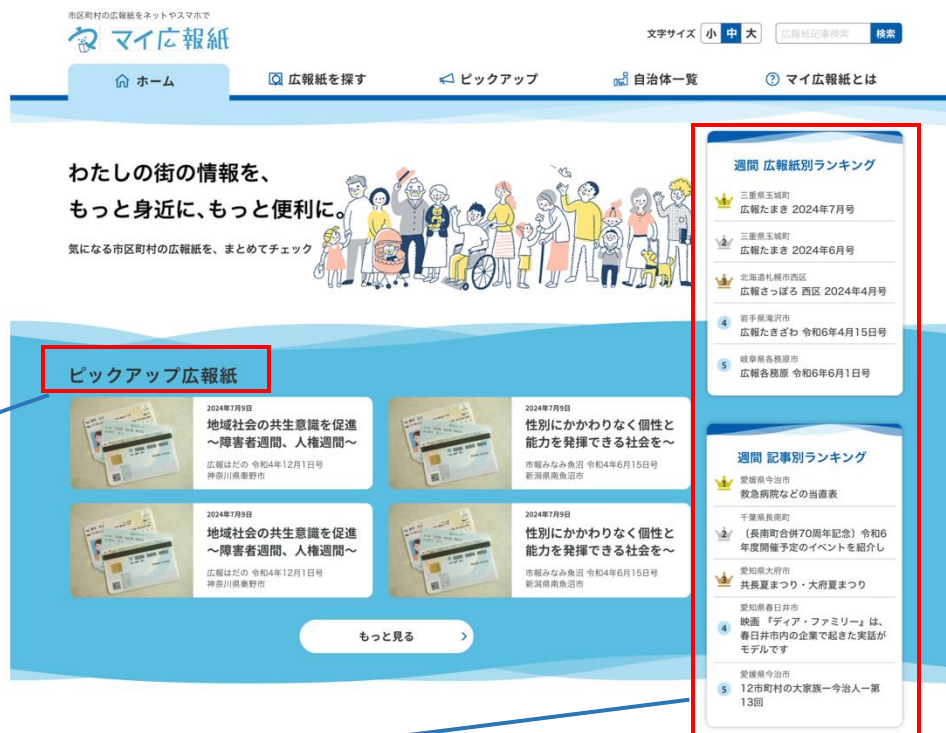 市区町村の広報紙をネットやスマホで
マイ広報紙
文字サイズ 小 中 大
広報紙記事検索 検索
ホーム
広報紙を探す
ピックアップ
自治体一覧
マイ広報紙とは
わたしの街の情報を、
もっと身近に、もっと便利に。
気になる市区町村の広報紙を、まとめてチェック
ピックアップ広報紙
2024年7月9日
地域社会の共生意識を促進
〜障害者週間、人権週間〜
広報はだの 令和4年12月1日号
神奈川県秦野市
2024年7月9日
性別にかかわりなく個性と
能力を発揮できる社会を〜
市報みなみ魚沼 令和4年6月15日号
新潟県南魚沼市
2024年7月9日
地域社会の共生意識を促進
〜障害者週間、人権週間〜
広報はだの 令和4年12月1日号
神奈川県秦野市
2024年7月9日
性別にかかわりなく個性と
能力を発揮できる社会を〜
市報みなみ魚沼 令和4年6月15日号
新潟県南魚沼市
もっと見る
週間 広報紙別ランキング
1
三重県玉城町
広報たまき 2024年7月号
2
三重県玉城町
広報たまき 2024年6月号
3
北海道札幌市西区
広報さっぽろ 西区 2024年4月号
4
岩手県滝沢市
広報たきざわ 令和6年4月15日号
5
岐阜県各務原市
広報各務原 令和6年6月1日号
週間 記事別ランキング
1
愛媛県今治市
救急病院などの当直表
2
千葉県長南町
（長南町合併70周年記念）令和6
年度開催予定のイベントを紹介し
3
愛知県大府市
共長夏まつり・大府夏まつり
4
愛知県春日井市
映画 『ディア・ファミリー』は、
春日井市内の企業で起きた実話が
モデルです
5
愛媛県今治市
12市町村の大家族ー今治人ー第
13回